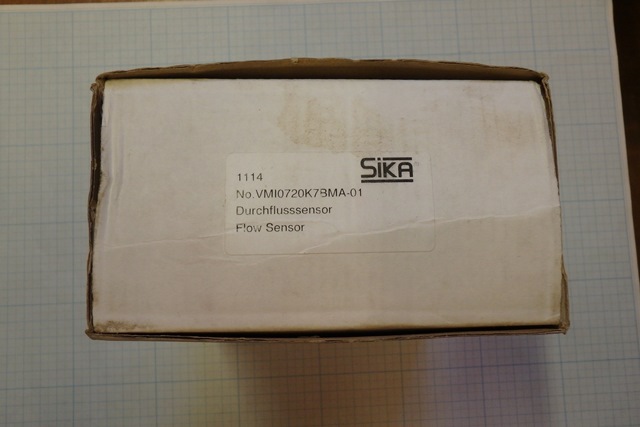 SiKA
1114
No.VMI0720K7BMA-01
Durchflusssensor
Flow Sensor